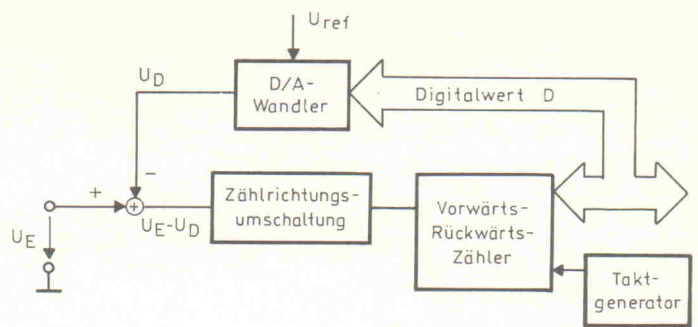 U_ref
U_D
D/A-
Wandler
Digitalwert D
−
+
+
U_E
U_E-U_D
Zählrichtungs-
umschaltung
Vorwärts-
Rückwärts-
Zähler
Takt-
generator